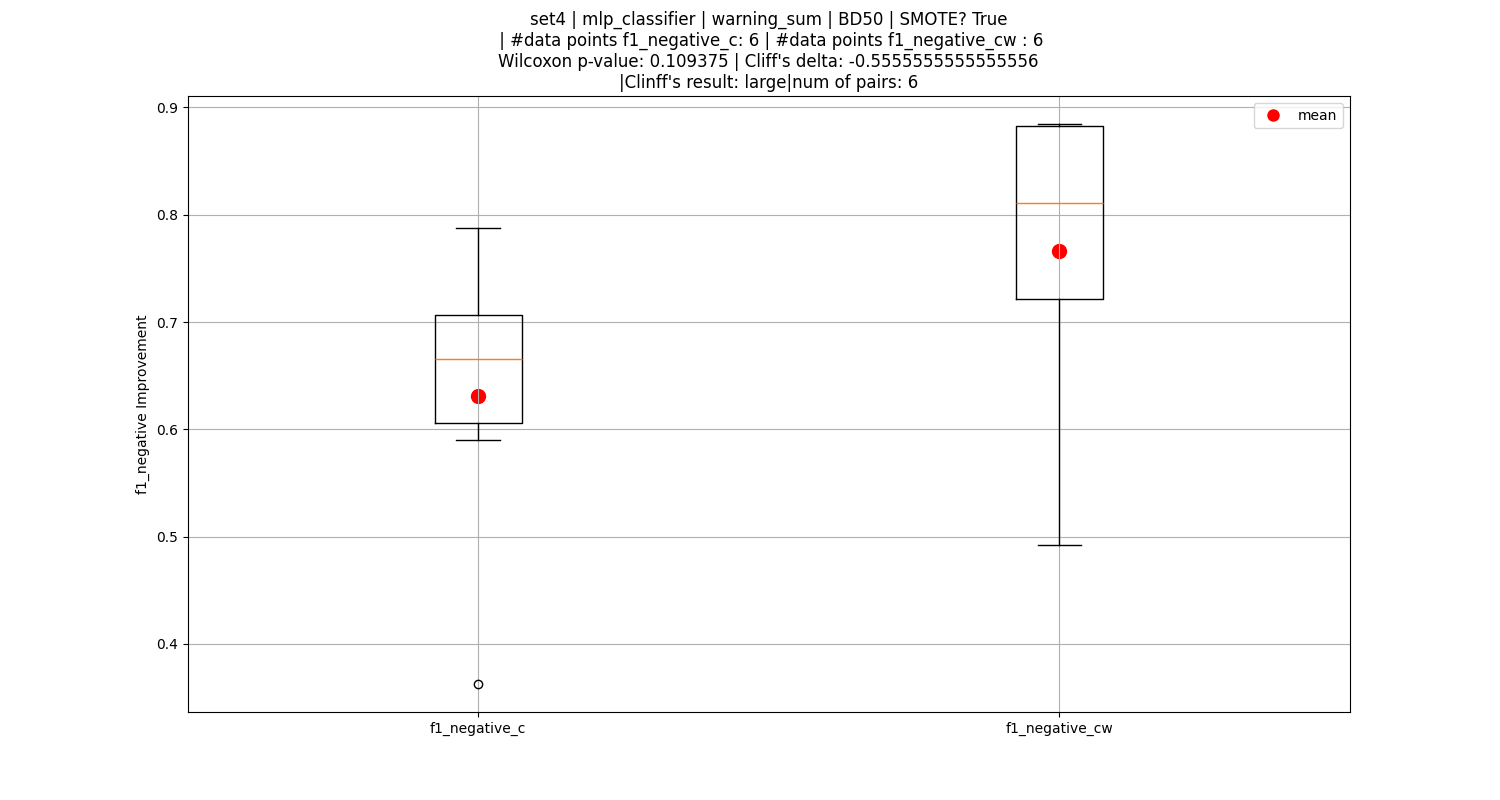 set4 | mlp_classifier | warning_sum | BD50 | SMOTE? True
| #data points f1_negative_c: 6 | #data points f1_negative_cw : 6
Wilcoxon p-value: 0.109375 | Cliff's delta: -0.5555555555555556
|Clinff's result: large|num of pairs: 6
mean
0.9
0.8
0.7
0.6
0.5
0.4
f1_negative Improvement
f1_negative_c
f1_negative_cw